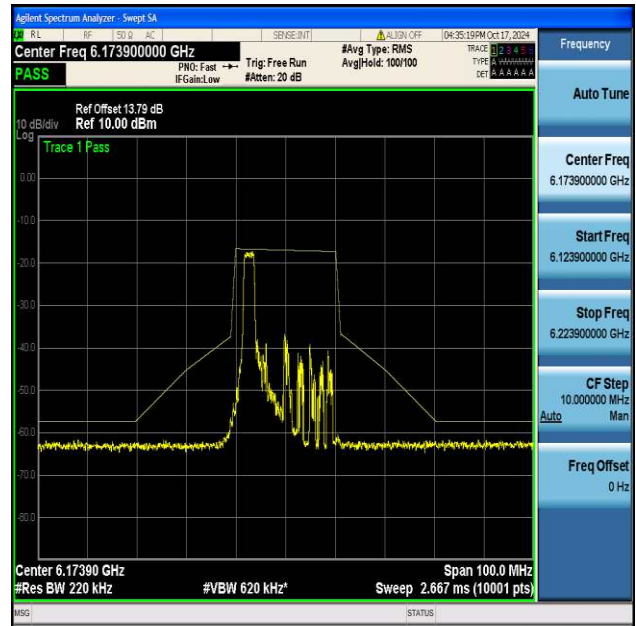 Agilent Spectrum Analyzer - Swept SA
RL RF 50 Ω AC SENSE:INT ALIGN OFF 04:35:19PM Oct 17, 2024
Center Freq 6.173900000 GHz #Avg Type: RMS TRACE 1 2 3 4 5 6
PASS PNO: Fast Trig: Free Run Avg|Hold: 100/100 TYPE A
IFGain:Low #Atten: 20 dB DET A A A A A A
Ref Offset 13.79 dB
10 dB/div Ref 10.00 dBm
Log
Trace 1 Pass
0.00
-10.0
-20.0
-30.0
-40.0
-50.0
-60.0
-70.0
-80.0
Center 6.17390 GHz Span 100.0 MHz
#Res BW 220 kHz #VBW 620 kHz* Sweep 2.667 ms (10001 pts)
MSG STATUS
Frequency
Auto Tune
Center Freq
6.173900000 GHz
Start Freq
6.123900000 GHz
Stop Freq
6.223900000 GHz
CF Step
10.000000 MHz
Auto Man
Freq Offset
0 Hz